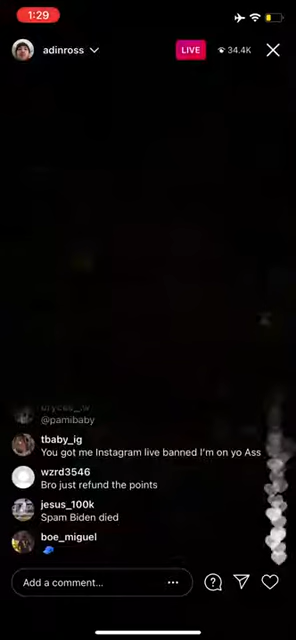 1:29
adinross
LIVE
34.4K
@pamibaby
tbaby_ig
You got me Instagram live banned I'm on yo Ass
wzrd3546
Bro just refund the points
jesus_100k
Spam Biden died
boe_miguel
Add a comment...